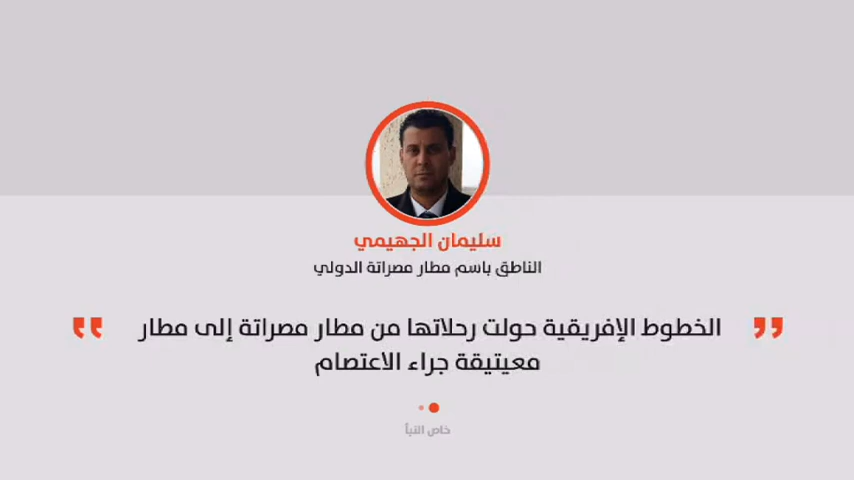 سليمان الجهيمي
الناطق باسم مطار مصراتة الدولي
❟❟ الخطوط الإفريقية حولت رحلاتها من مطار مصراتة إلى مطار ❟❟
معيتيقة جراء الاعتصام
خاص النبأ